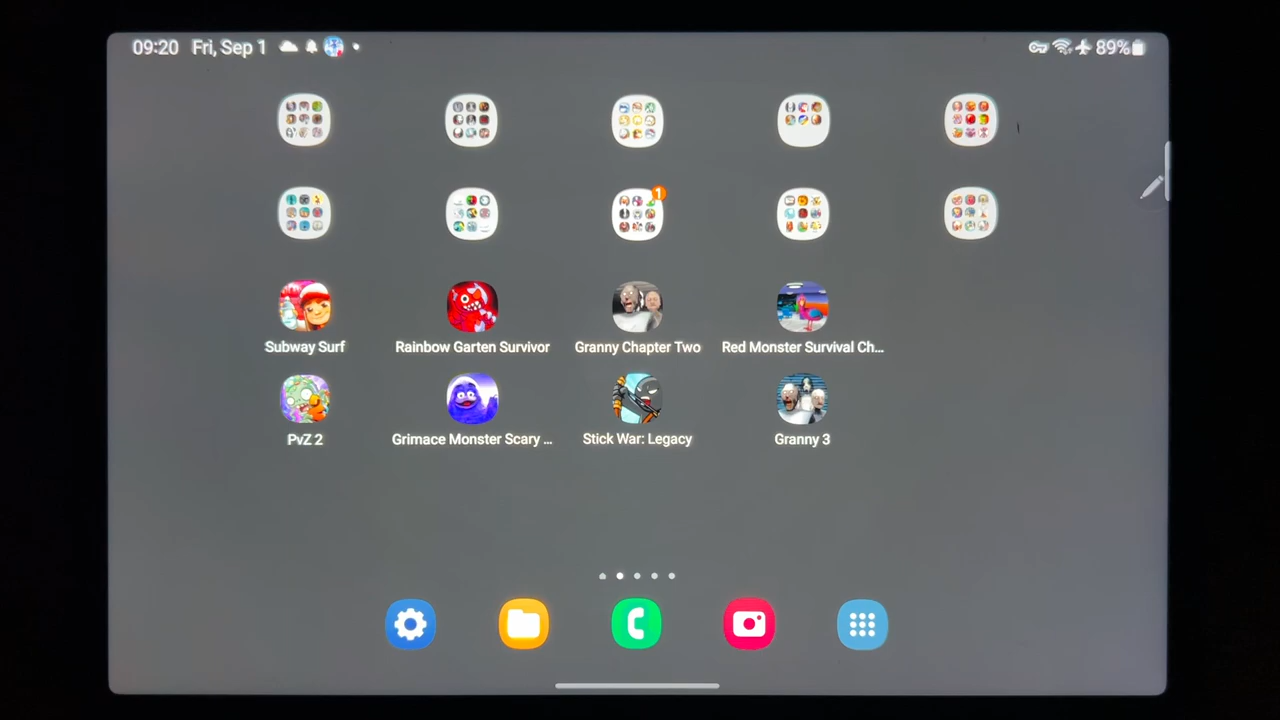 09:20 Fri, Sep 1 89%
1
Subway Surf Rainbow Garten Survivor Granny Chapter Two Red Monster Survival Ch...
PvZ 2 Grimace Monster Scary ... Stick War: Legacy Granny 3